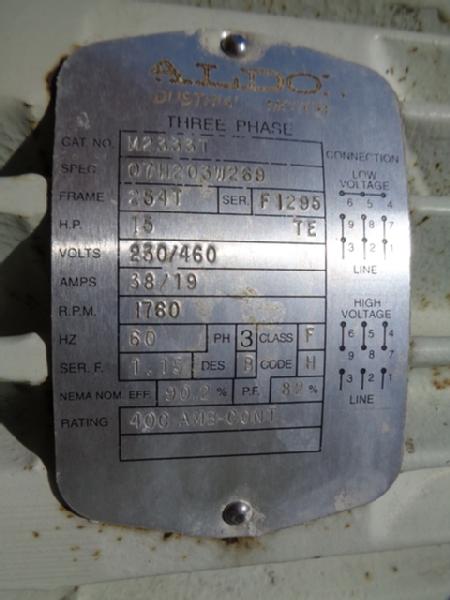 ALDO
THREE PHASE
CAT NO. M2333T
SPEC. 07W203W269
FRAME 254T SER. F1295
H.P. 15 TE
VOLTS 230/460
AMPS 38/19
R.P.M. 1760
HZ 60 PH 3 CLASS F
SER. F. 1.15 DES B CODE H
NEMA NOM. EFF. 90.2 % P.F. %
RATING 40C AMB-CONT
CONNECTION
LOW
VOLTAGE
6 5 4
9 8 7
3 2 1
LINE
HIGH
VOLTAGE
6 5 4
9 8 7
3 2 1
LINE